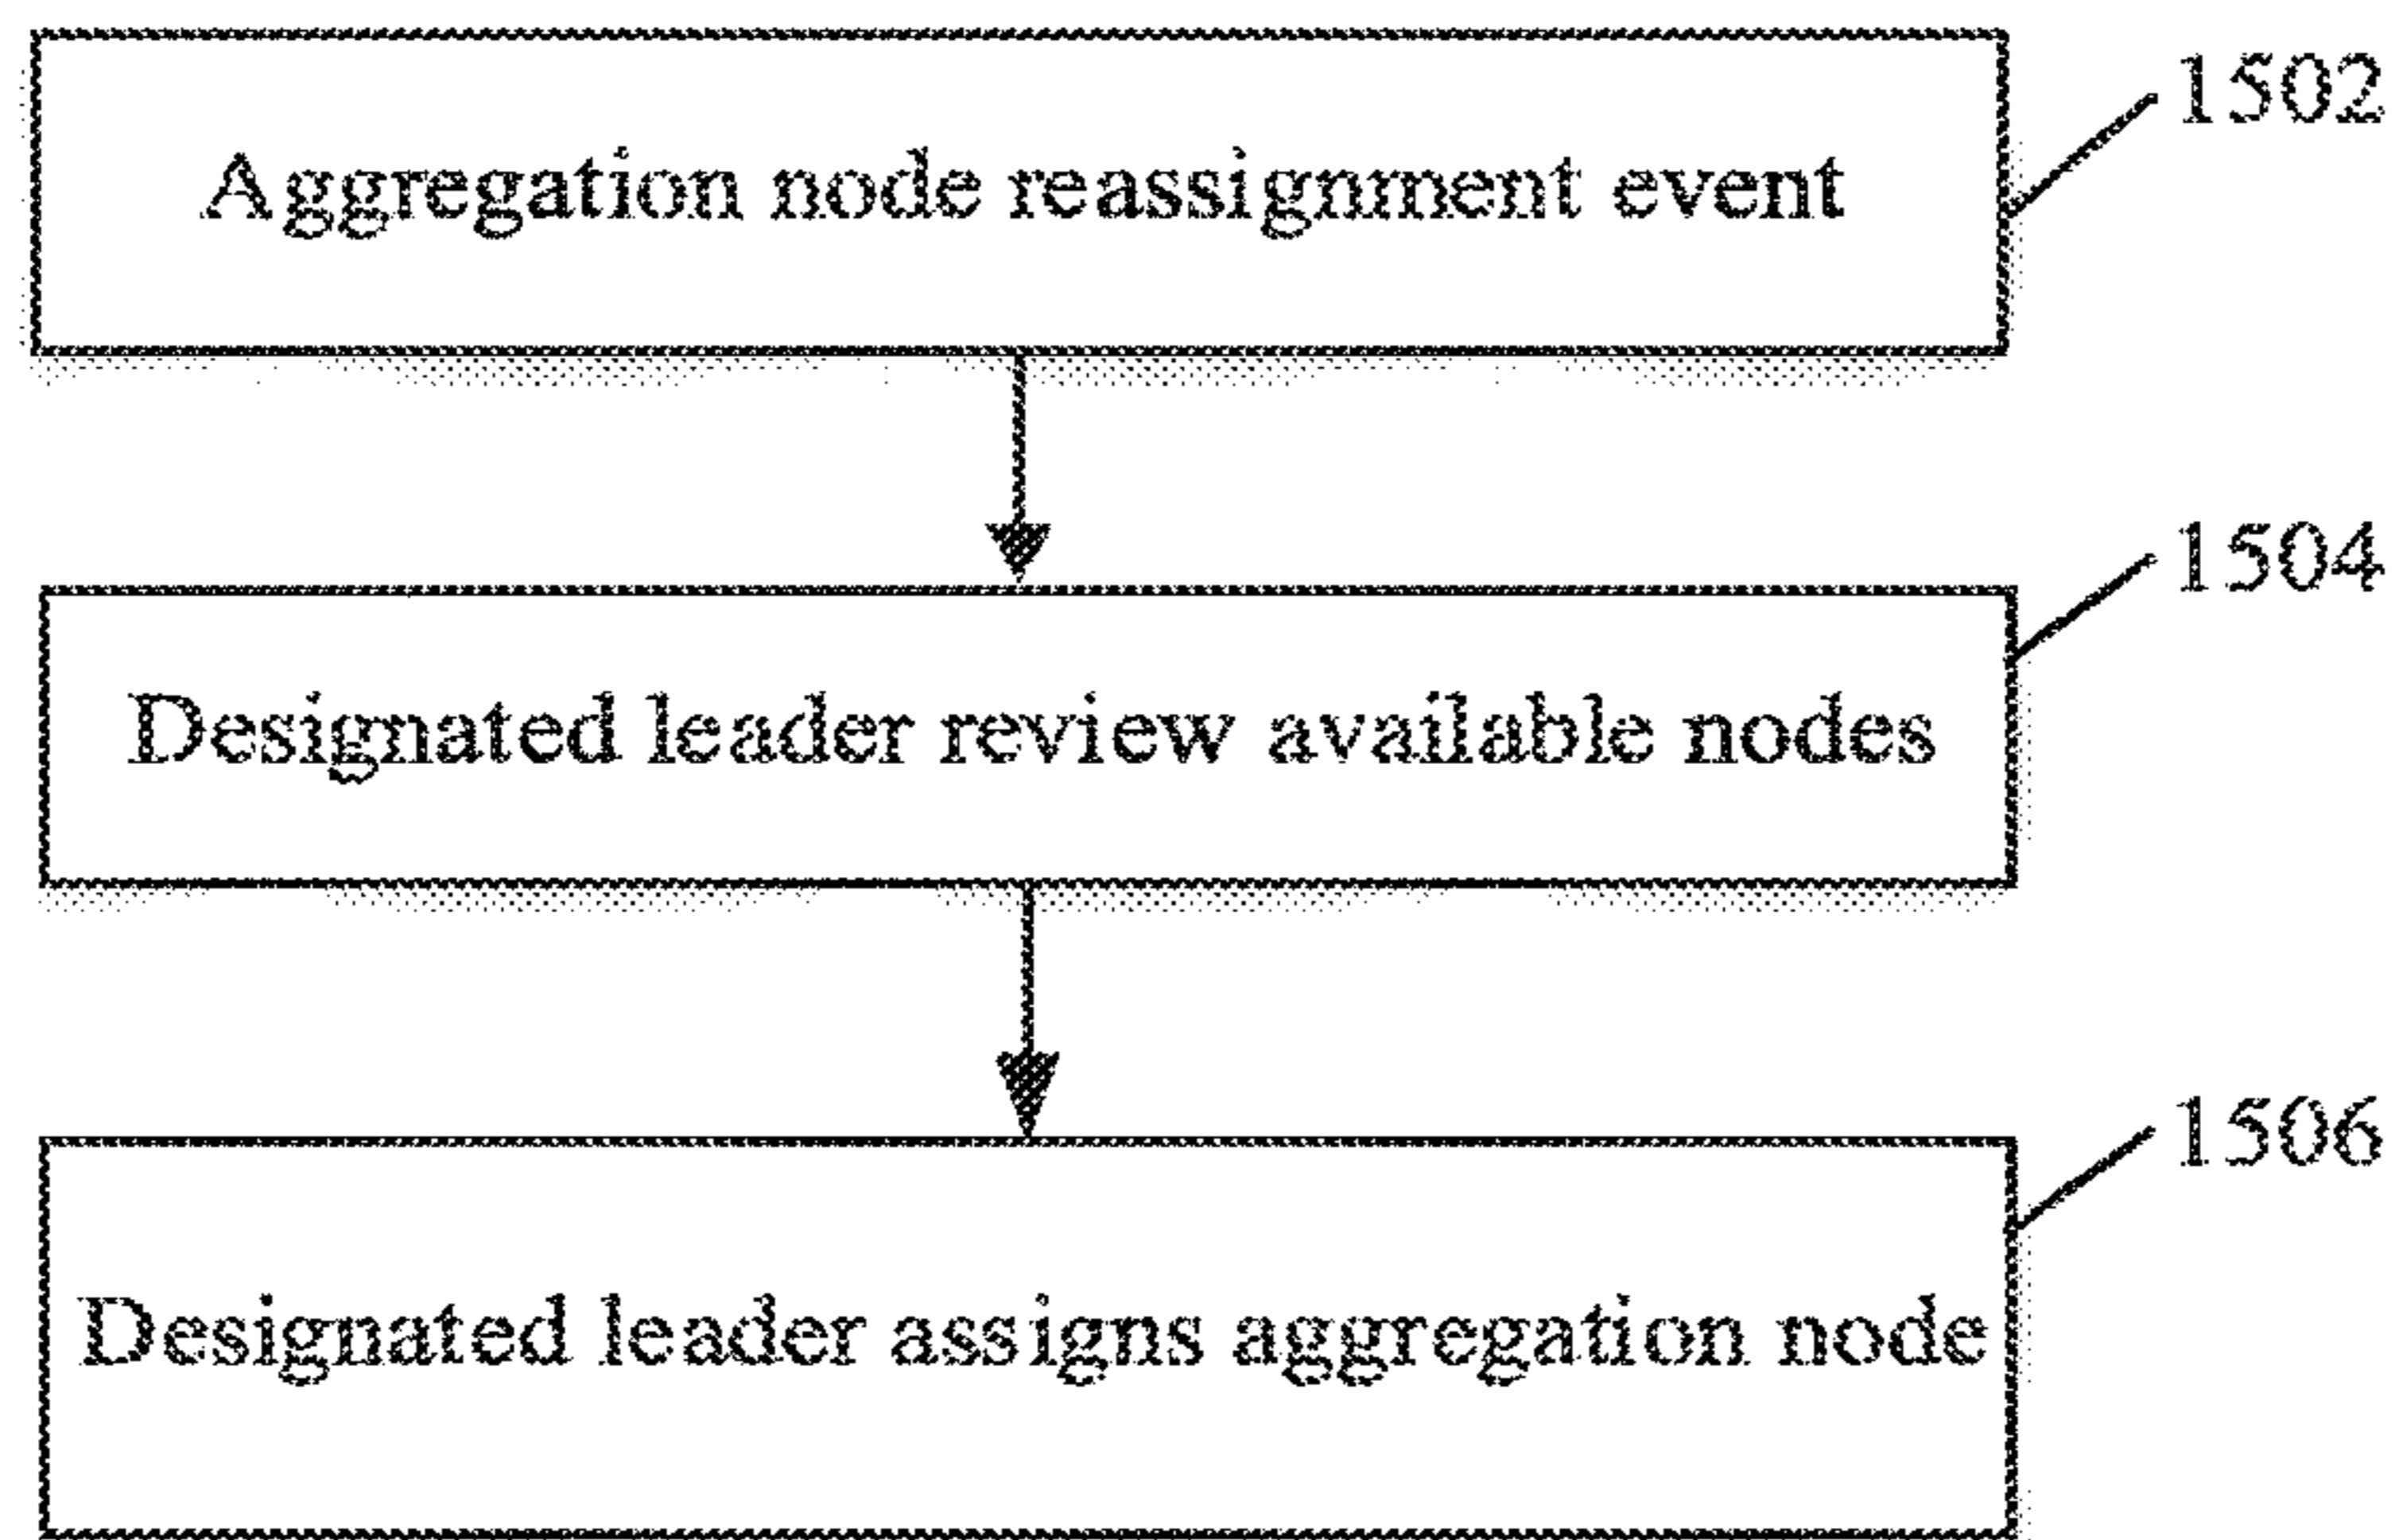 1502
Aggregation node reassignment event
1504
Designated leader review available nodes
1506
Designated leader assigns aggregation node